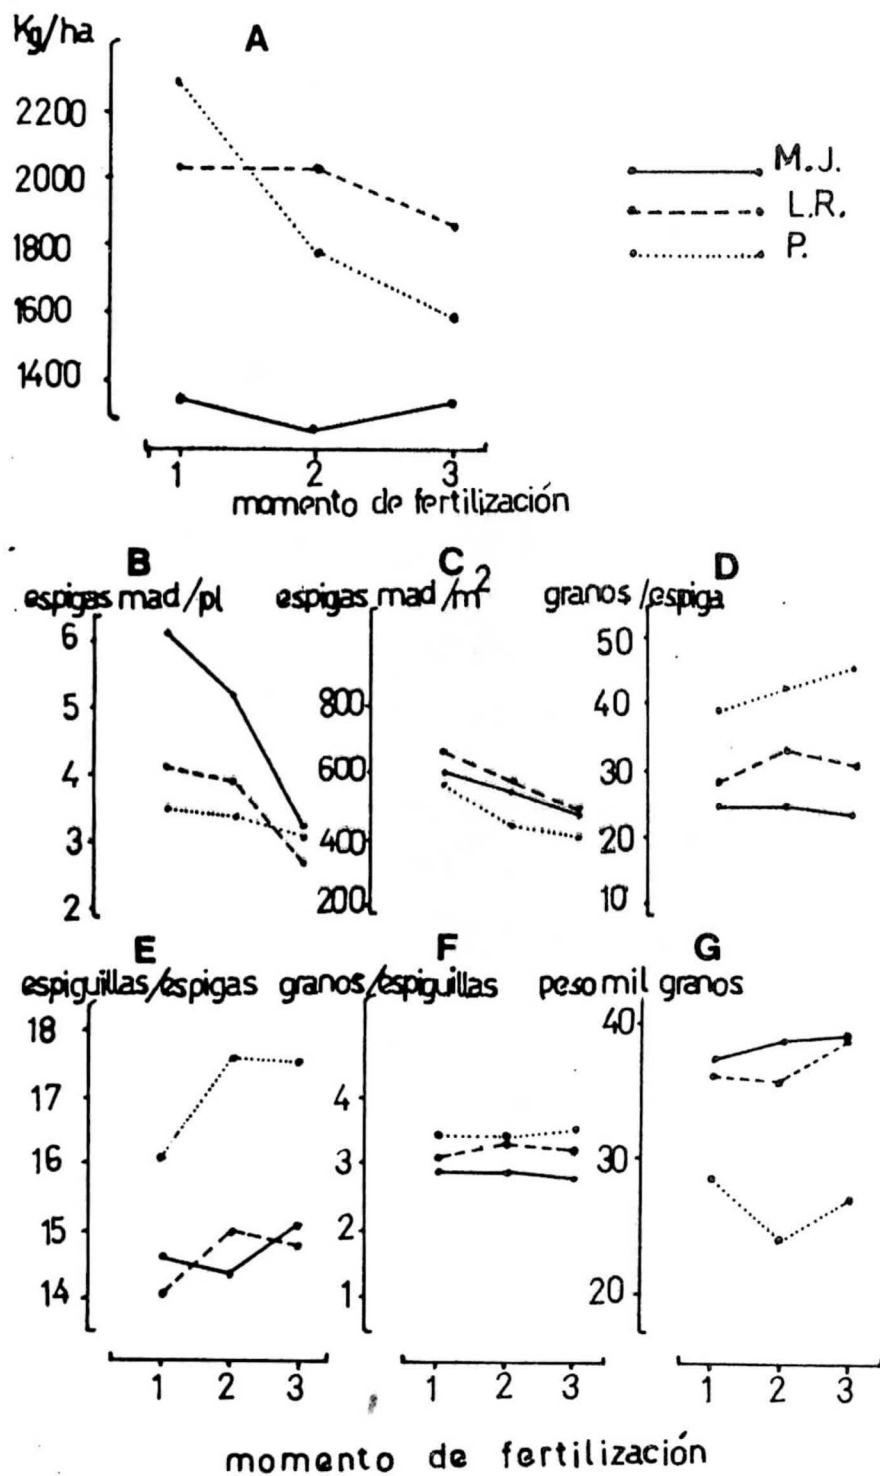 Kg/ha
A
2200
2000
1800
1600
1400
M.J.
L.R.
P.
1 2 3
momento de fertilización
B C D
espigas mad/pl espigas mad/m² granos/espiga
6
5
4
3
2
800
600
400
200
50
40
30
20
10
E F G
espiguillas/espigas granos/espiguillas peso mil granos
18
17
16
15
14
4
3
2
1
40
30
20
1 2 3 1 2 3 1 2 3
momento de fertilización